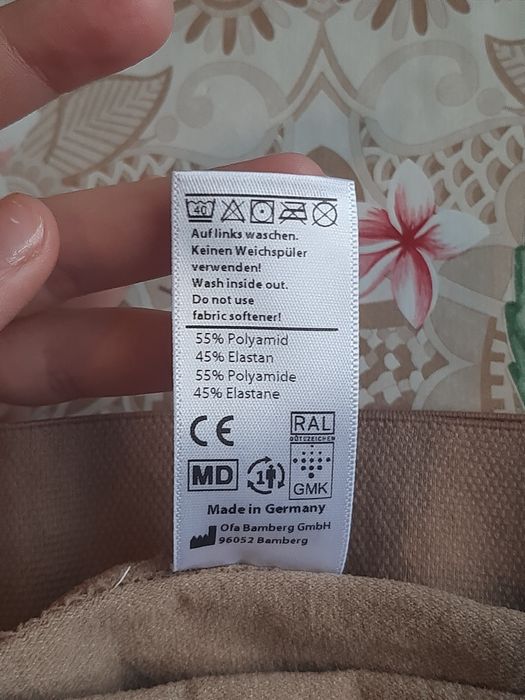 40
Auf links waschen.
Keinen Weichspüler
verwenden!
Wash inside out.
Do not use
fabric softener!
55% Polyamid
45% Elastan
55% Polyamide
45% Elastane
CE
RAL
GÜTEZEICHEN
MD
1
GMK
Made in Germany
Ofa Bamberg GmbH
96052 Bamberg